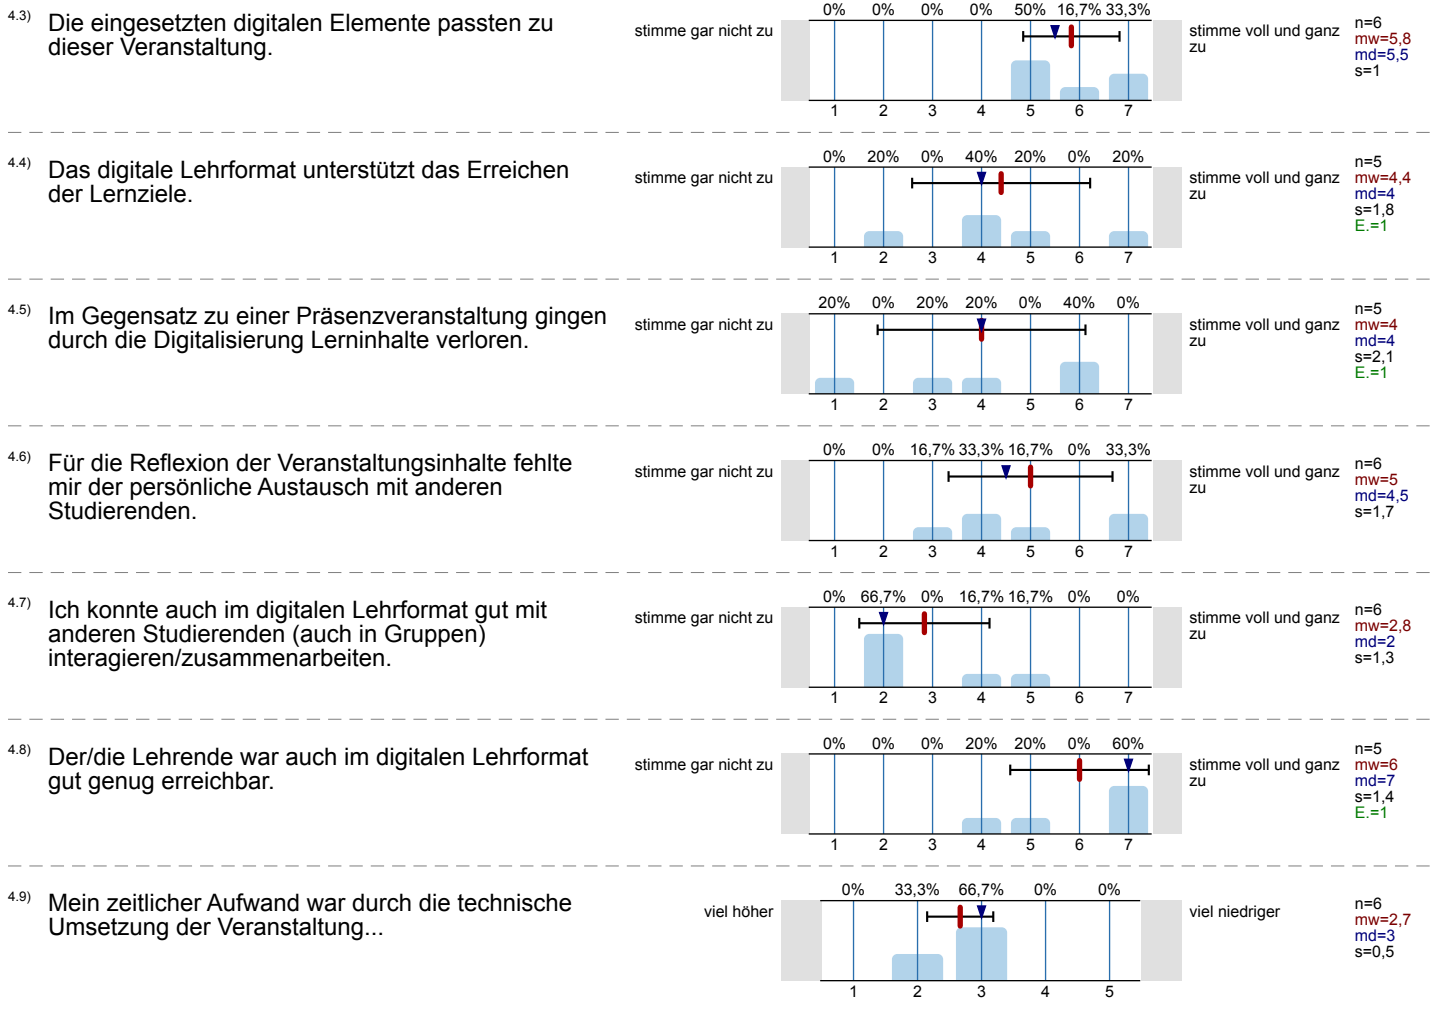 4.3) Die eingesetzten digitalen Elemente passten zu
dieser Veranstaltung.
stimme gar nicht zu
0% 0% 0% 0% 50% 16,7% 33,3%
1 2 3 4 5 6 7
stimme voll und ganz
zu
n=6
mw=5,8
md=5,5
s=1
4.4) Das digitale Lehrformat unterstützt das Erreichen
der Lernziele.
stimme gar nicht zu
0% 20% 0% 40% 20% 0% 20%
1 2 3 4 5 6 7
stimme voll und ganz
zu
n=5
mw=4,4
md=4
s=1,8
E.=1
4.5) Im Gegensatz zu einer Präsenzveranstaltung gingen
durch die Digitalisierung Lerninhalte verloren.
stimme gar nicht zu
20% 0% 20% 20% 0% 40% 0%
1 2 3 4 5 6 7
stimme voll und ganz
zu
n=5
mw=4
md=4
s=2,1
E.=1
4.6) Für die Reflexion der Veranstaltungsinhalte fehlte
mir der persönliche Austausch mit anderen
Studierenden.
stimme gar nicht zu
0% 0% 16,7% 33,3% 16,7% 0% 33,3%
1 2 3 4 5 6 7
stimme voll und ganz
zu
n=6
mw=5
md=4,5
s=1,7
4.7) Ich konnte auch im digitalen Lehrformat gut mit
anderen Studierenden (auch in Gruppen)
interagieren/zusammenarbeiten.
stimme gar nicht zu
0% 66,7% 0% 16,7% 16,7% 0% 0%
1 2 3 4 5 6 7
stimme voll und ganz
zu
n=6
mw=2,8
md=2
s=1,3
4.8) Der/die Lehrende war auch im digitalen Lehrformat
gut genug erreichbar.
stimme gar nicht zu
0% 0% 0% 20% 20% 0% 60%
1 2 3 4 5 6 7
stimme voll und ganz
zu
n=5
mw=6
md=7
s=1,4
E.=1
4.9) Mein zeitlicher Aufwand war durch die technische
Umsetzung der Veranstaltung...
viel höher
0% 33,3% 66,7% 0% 0%
1 2 3 4 5
viel niedriger
n=6
mw=2,7
md=3
s=0,5